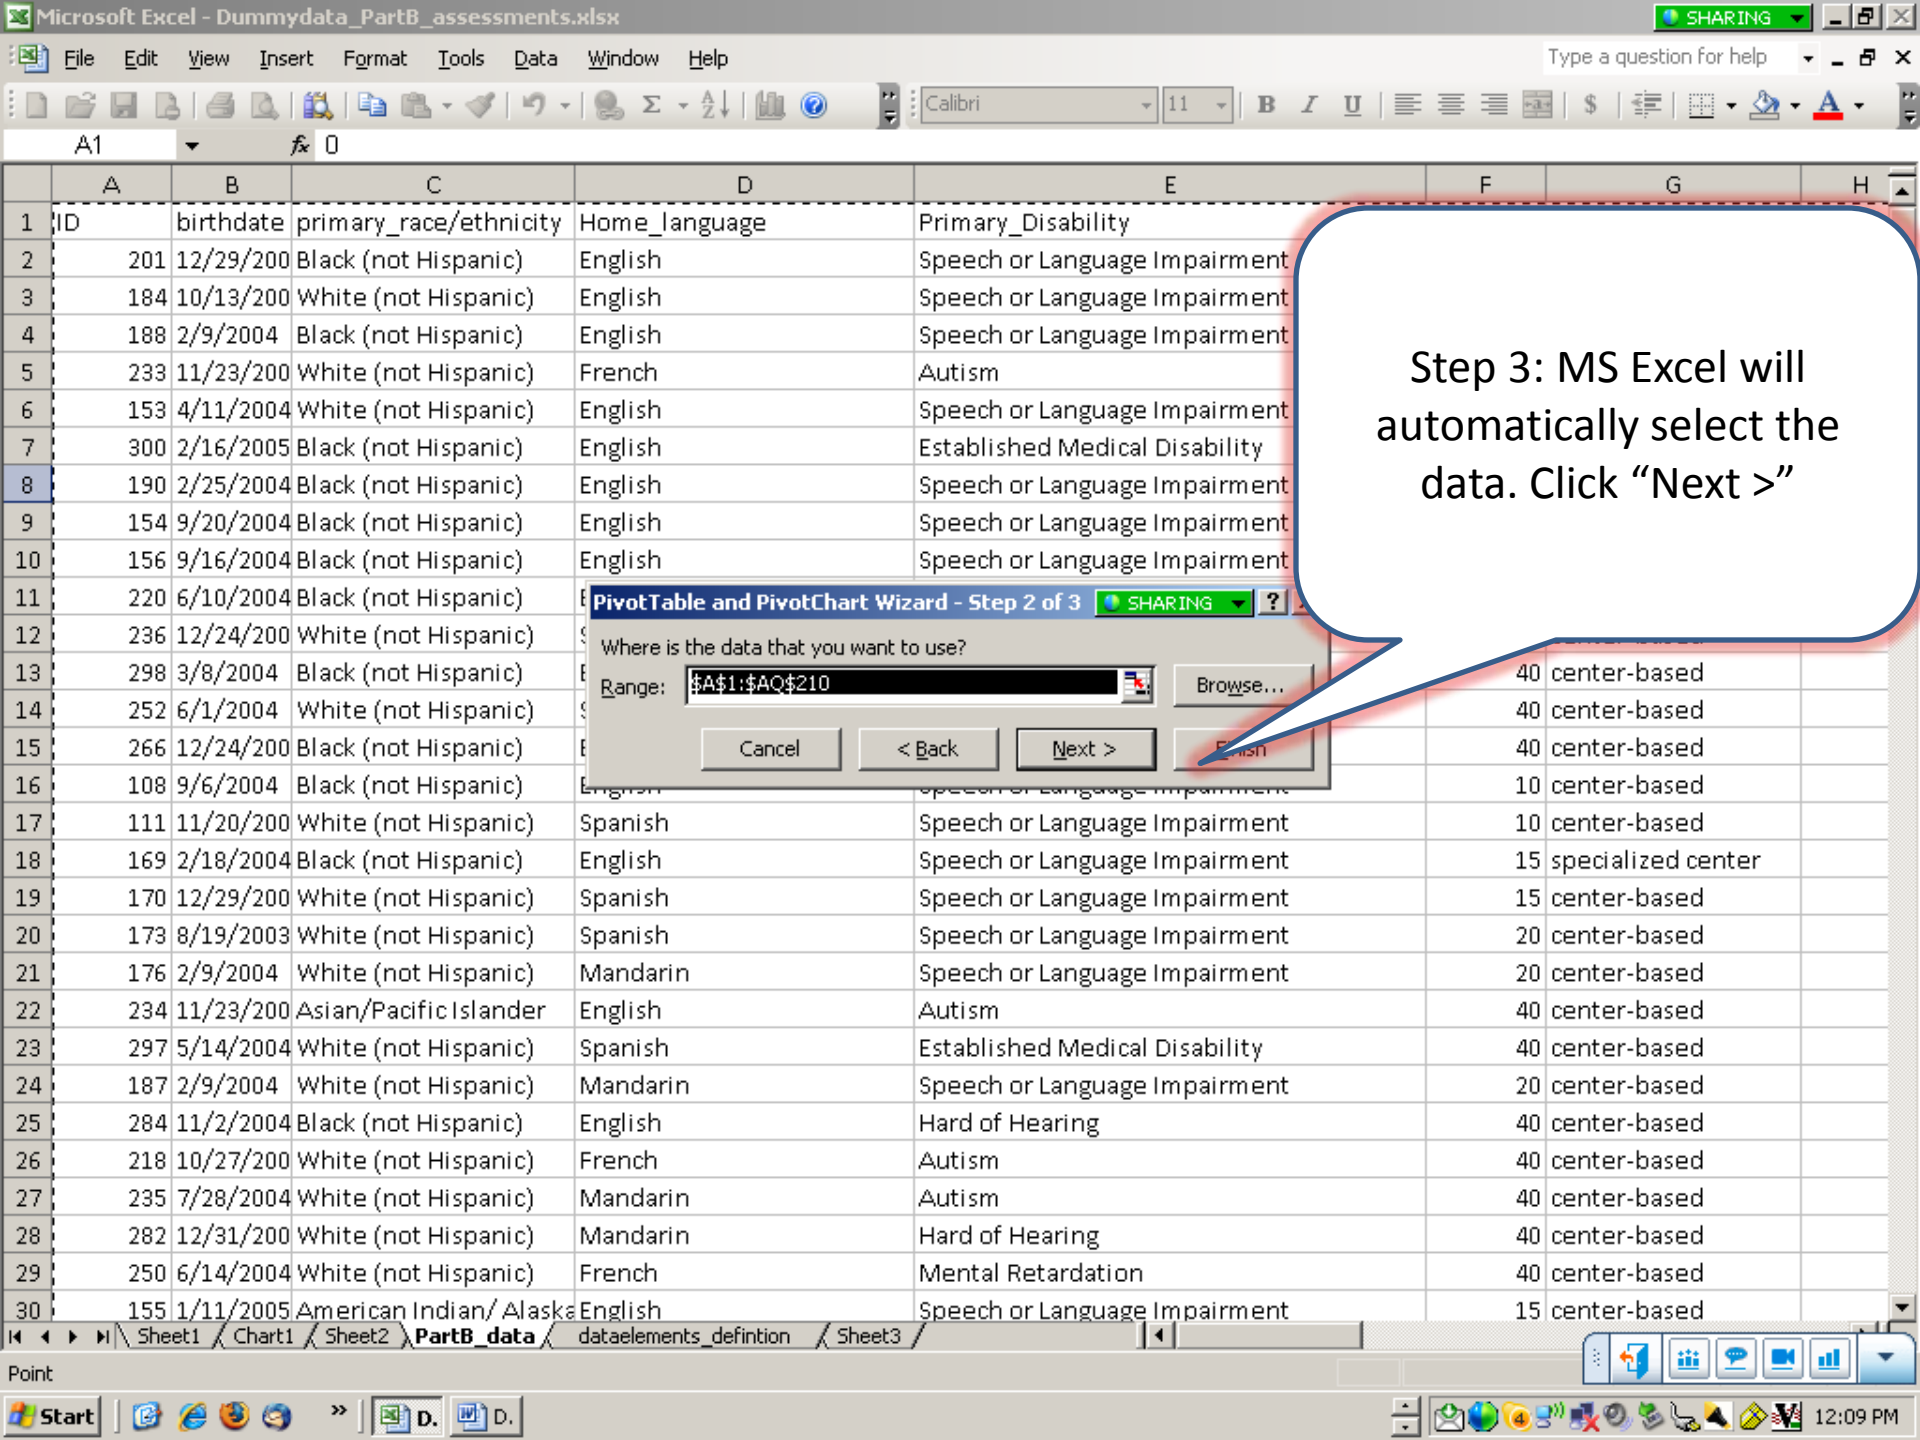 Microsoft Excel - Dummydata_PartB_assessments.xlsx SHARING
File Edit View Insert Format Tools Data Window Help Type a question for help
Calibri 11 B I U $ A
A1 fx 0
A B C D E F G H
1 ID birthdate primary_race/ethnicity Home_language Primary_Disability
2 201 12/29/200 Black (not Hispanic) English Speech or Language Impairment
3 184 10/13/200 White (not Hispanic) English Speech or Language Impairment
4 188 2/9/2004 Black (not Hispanic) English Speech or Language Impairment
5 233 11/23/200 White (not Hispanic) French Autism
6 153 4/11/2004 White (not Hispanic) English Speech or Language Impairment
7 300 2/16/2005 Black (not Hispanic) English Established Medical Disability
8 190 2/25/2004 Black (not Hispanic) English Speech or Language Impairment
9 154 9/20/2004 Black (not Hispanic) English Speech or Language Impairment
10 156 9/16/2004 Black (not Hispanic) English Speech or Language Impairment
11 220 6/10/2004 Black (not Hispanic)
12 236 12/24/200 White (not Hispanic)
13 298 3/8/2004 Black (not Hispanic) 40 center-based
14 252 6/1/2004 White (not Hispanic) 40 center-based
15 266 12/24/200 Black (not Hispanic) 40 center-based
16 108 9/6/2004 Black (not Hispanic) English Speech or Language Impairment 10 center-based
17 111 11/20/200 White (not Hispanic) Spanish Speech or Language Impairment 10 center-based
18 169 2/18/2004 Black (not Hispanic) English Speech or Language Impairment 15 specialized center
19 170 12/29/200 White (not Hispanic) Spanish Speech or Language Impairment 15 center-based
20 173 8/19/2003 White (not Hispanic) Spanish Speech or Language Impairment 20 center-based
21 176 2/9/2004 White (not Hispanic) Mandarin Speech or Language Impairment 20 center-based
22 234 11/23/200 Asian/Pacific Islander English Autism 40 center-based
23 297 5/14/2004 White (not Hispanic) Spanish Established Medical Disability 40 center-based
24 187 2/9/2004 White (not Hispanic) Mandarin Speech or Language Impairment 20 center-based
25 284 11/2/2004 Black (not Hispanic) English Hard of Hearing 40 center-based
26 218 10/27/200 White (not Hispanic) French Autism 40 center-based
27 235 7/28/2004 White (not Hispanic) Mandarin Autism 40 center-based
28 282 12/31/200 White (not Hispanic) Mandarin Hard of Hearing 40 center-based
29 250 6/14/2004 White (not Hispanic) French Mental Retardation 40 center-based
30 155 1/11/2005 American Indian/ Alaska English Speech or Language Impairment 15 center-based
Step 3: MS Excel will
automatically select the
data. Click “Next >”
PivotTable and PivotChart Wizard - Step 2 of 3 SHARING ?
Where is the data that you want to use?
Range: $A$1:$AQ$210 Browse...
Cancel < Back Next > Finish
Sheet1 Chart1 Sheet2 PartB_data dataelements_defintion Sheet3
Point
Start » D. D. 12:09 PM